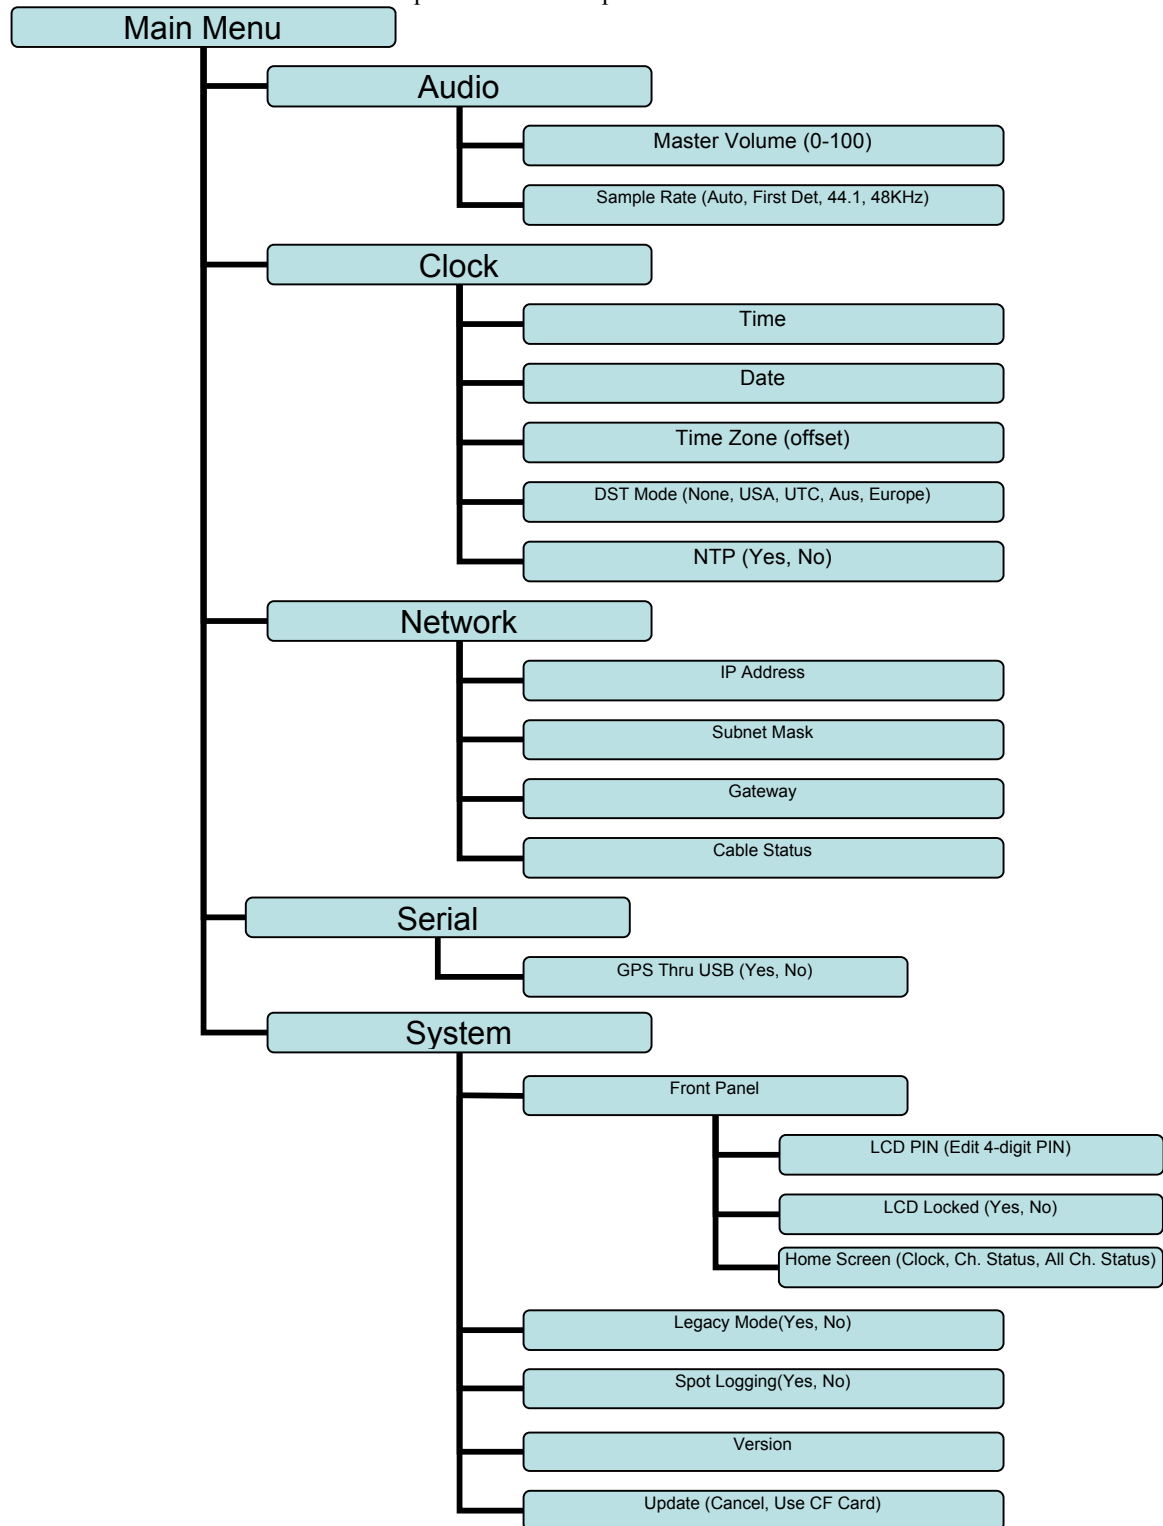 Main Menu
Audio
Master Volume (0-100)
Sample Rate (Auto, First Det, 44.1, 48KHz)
Clock
Time
Date
Time Zone (offset)
DST Mode (None, USA, UTC, Aus, Europe)
NTP (Yes, No)
Network
IP Address
Subnet Mask
Gateway
Cable Status
Serial
GPS Thru USB (Yes, No)
System
Front Panel
LCD PIN (Edit 4-digit PIN)
LCD Locked (Yes, No)
Home Screen (Clock, Ch. Status, All Ch. Status)
Legacy Mode(Yes, No)
Spot Logging(Yes, No)
Version
Update (Cancel, Use CF Card)